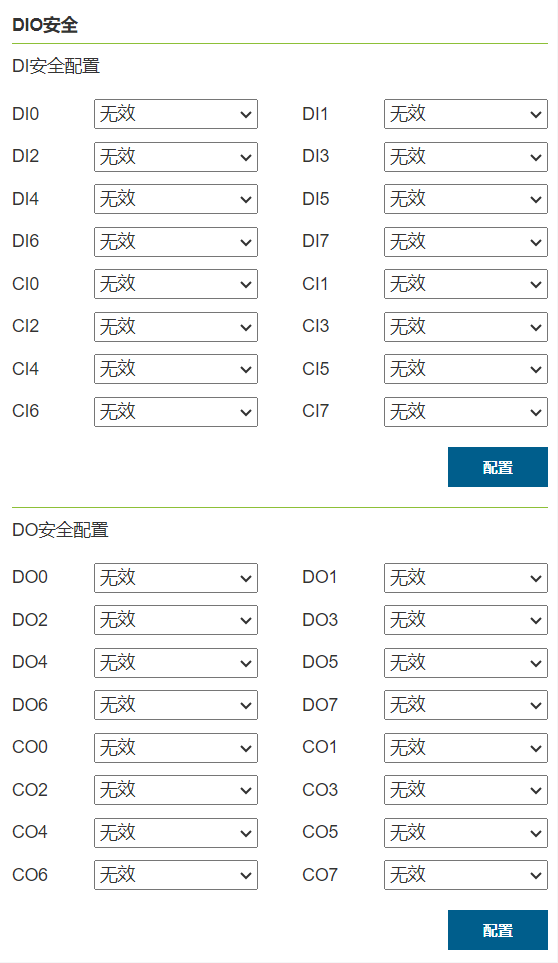 DIO安全
DI安全配置
DI0 无效 DI1 无效
DI2 无效 DI3 无效
DI4 无效 DI5 无效
DI6 无效 DI7 无效
CI0 无效 CI1 无效
CI2 无效 CI3 无效
CI4 无效 CI5 无效
CI6 无效 CI7 无效
配置
DO安全配置
DO0 无效 DO1 无效
DO2 无效 DO3 无效
DO4 无效 DO5 无效
DO6 无效 DO7 无效
CO0 无效 CO1 无效
CO2 无效 CO3 无效
CO4 无效 CO5 无效
CO6 无效 CO7 无效
配置